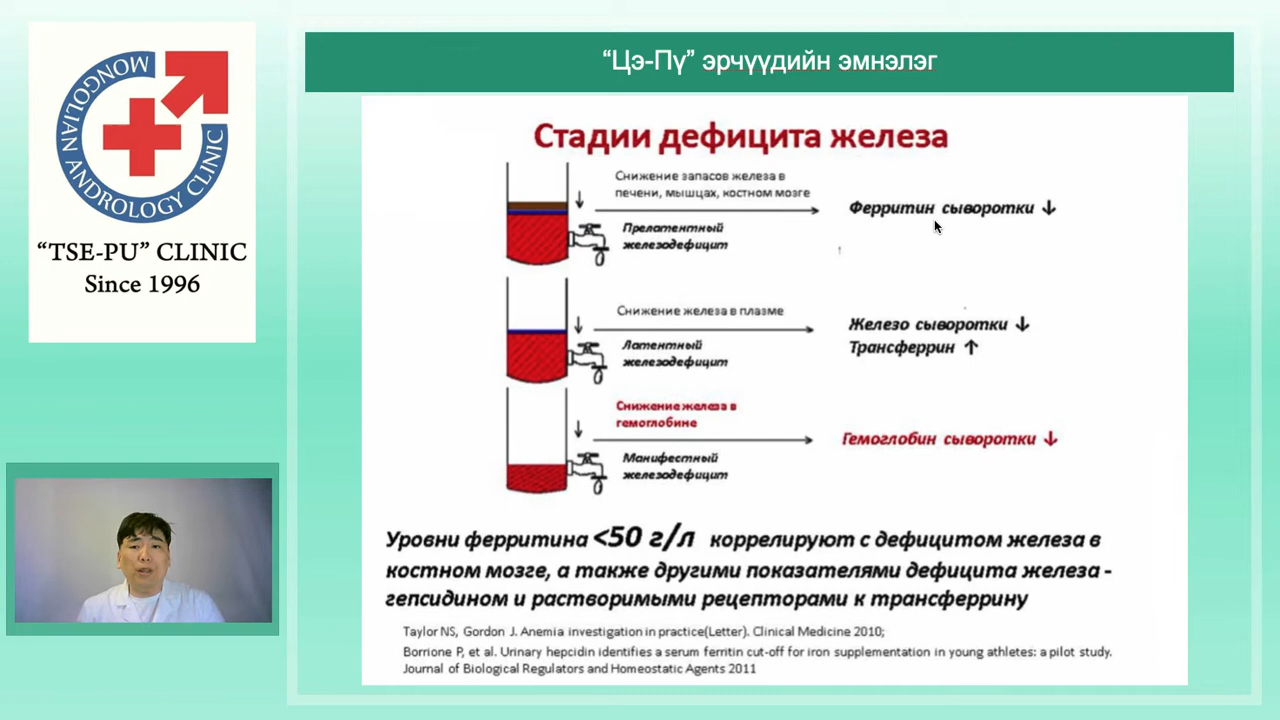 MONGOLIAN ANDROLOGY CLINIC
“TSE-PU” CLINIC
Since 1996
“Цэ-Пү” эрчүүдийн эмнэлэг
Стадии дефицита железа
Снижение запасов железа в
печени, мышцах, костном мозге
Ферритин сыворотки ↓
Прелатентный
железодефицит
Снижение железа в плазме
Железо сыворотки ↓
Трансферрин ↑
Латентный
железодефицит
Снижение железа в
гемоглобине
Гемоглобин сыворотки ↓
Манифестный
железодефицит
Уровни ферритина <50 г/л коррелируют с дефицитом железа в
костном мозге, а также другими показателями дефицита железа -
гепсидином и растворимыми рецепторами к трансферрину
Taylor NS, Gordon J. Anemia investigation in practice(Letter). Clinical Medicine 2010;
Borrione P, et al. Urinary hepcidin identifies a serum ferritin cut-off for iron supplementation in young athletes: a pilot study.
Journal of Biological Regulators and Homeostatic Agents 2011